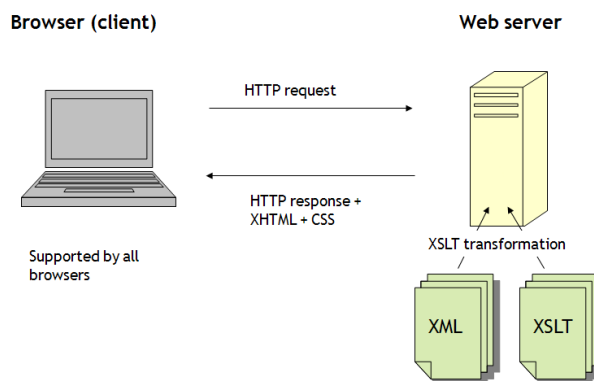 Browser (client)
Web server
HTTP request
HTTP response +
XHTML + CSS
Supported by all
browsers
XSLT transformation
XML
XSLT